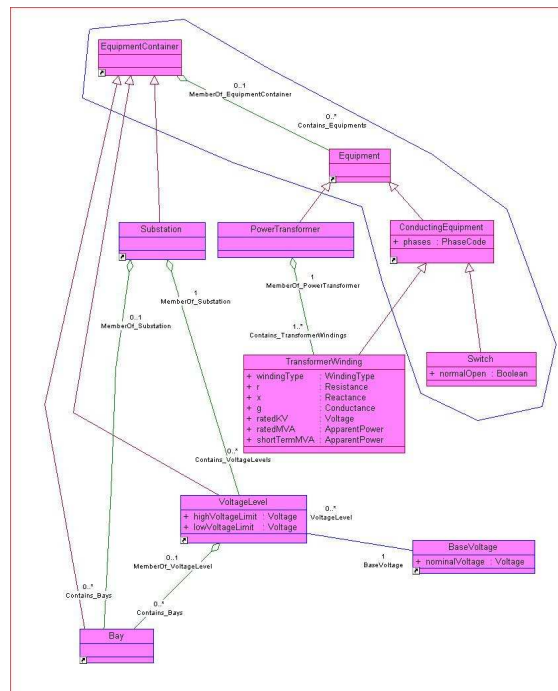 EquipmentContainer
0..1
MemberOf_EquipmentContainer
0..*
Contains_Equipments
Equipment
Substation
PowerTransformer
ConductingEquipment
+ phases : PhaseCode
1
MemberOf_Substation
1
MemberOf_PowerTransformer
0..1
MemberOf_Substation
1..*
Contains_TransformerWindings
TransformerWinding
+ windingType : WindingType
+ r : Resistance
+ x : Reactance
+ g : Conductance
+ ratedKV : Voltage
+ ratedMVA : ApparentPower
+ shortTermMVA : ApparentPower
Switch
+ normalOpen : Boolean
0..*
Contains_VoltageLevels
VoltageLevel
+ highVoltageLimit : Voltage
+ lowVoltageLimit : Voltage
0..*
VoltageLevel
BaseVoltage
+ nominalVoltage : Voltage
1
BaseVoltage
0..1
MemberOf_VoltageLevel
0..*
Contains_Bays
0..*
Contains_Bays
Bay